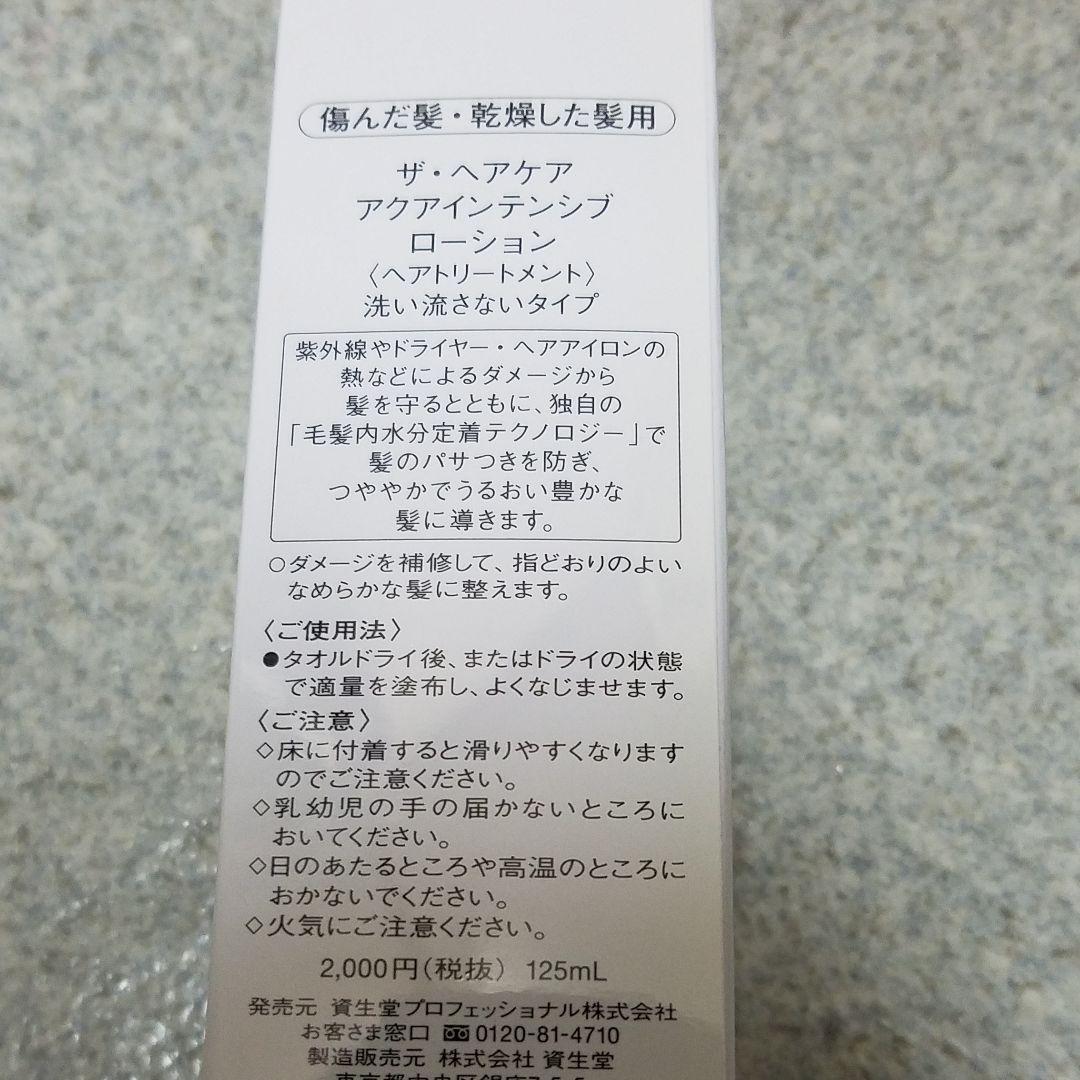 傷んだ髪・乾燥した髪用
ザ・ヘアケア
アクアインテンシブ
ローション
〈ヘアトリートメント〉
洗い流さないタイプ
紫外線やドライヤー・ヘアアイロンの
熱などによるダメージから
髪を守るとともに、独自の
「毛髪内水分定着テクノロジー」で
髪のパサつきを防ぎ、
つややかでうるおい豊かな
髪に導きます。
○ダメージを補修して、指どおりのよい
なめらかな髪に整えます。
〈ご使用法〉
●タオルドライ後、またはドライの状態
で適量を塗布し、よくなじませます。
〈ご注意〉
◇床に付着すると滑りやすくなります
のでご注意ください。
◇乳幼児の手の届かないところに
おいてください。
◇日のあたるところや高温のところに
おかないでください。
◇火気にご注意ください。
2,000円(税抜) 125mL
発売元 資生堂プロフェッショナル株式会社
お客さま窓口 0120-81-4710
製造販売元 株式会社 資生堂
東京都中央区銀座7-5-5